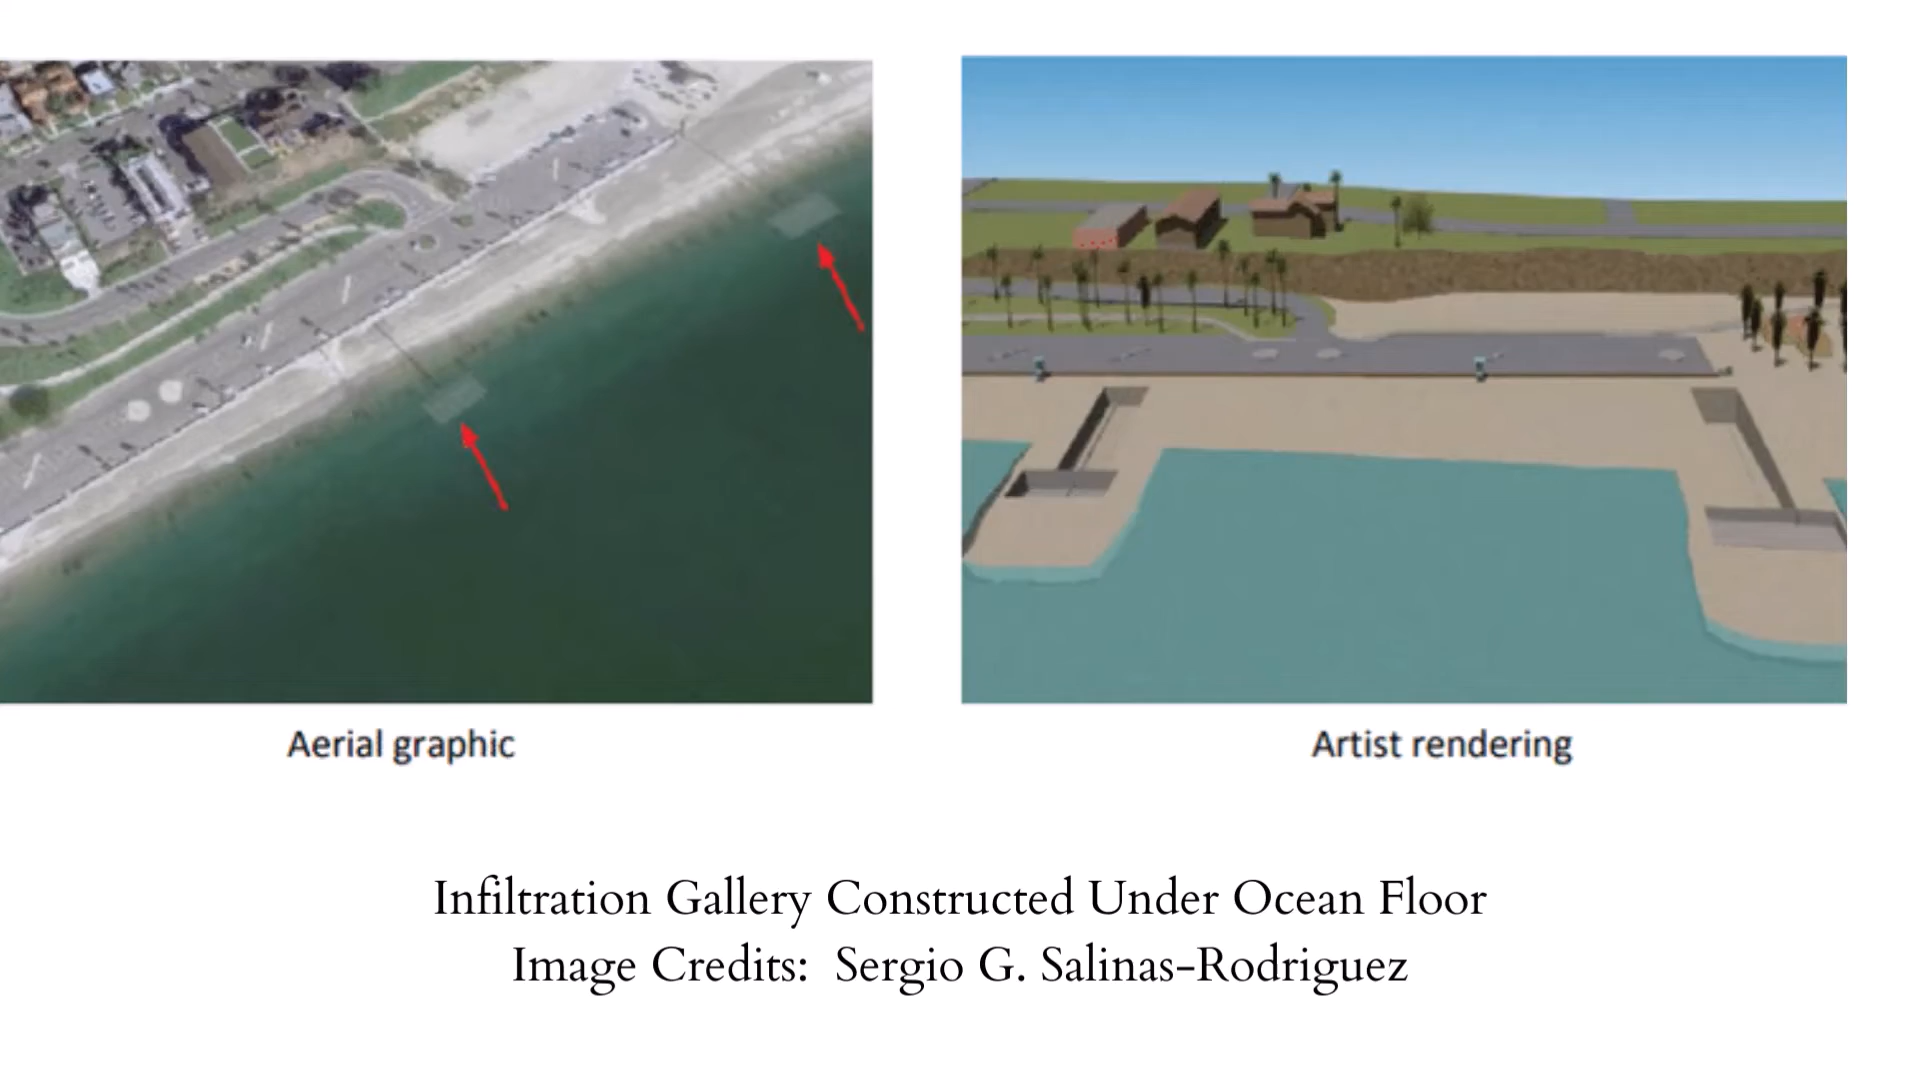 Aerial graphic
Artist rendering
Infiltration Gallery Constructed Under Ocean Floor
Image Credits:  Sergio G. Salinas-Rodriguez